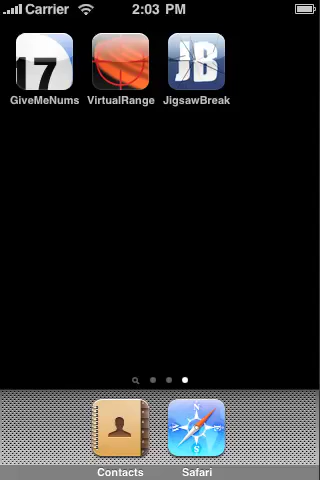 Carrier 2:03 PM
17 JB
GiveMeNums VirtualRange JigsawBreak
Contacts Safari